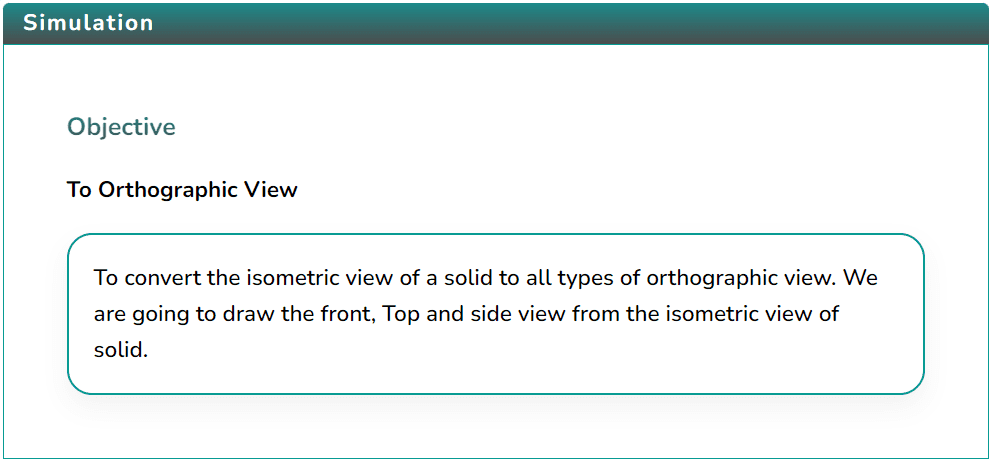 Simulation
Objective
To Orthographic View
To convert the isometric view of a solid to all types of orthographic view. We
are going to draw the front, Top and side view from the isometric view of
solid.